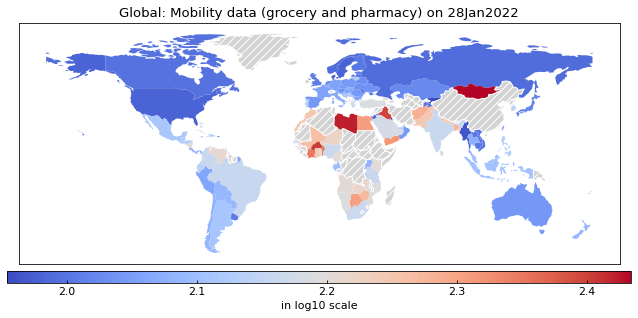 Global: Mobility data (grocery and pharmacy) on 28Jan2022
2.0 2.1 2.2 2.3 2.4
in log10 scale